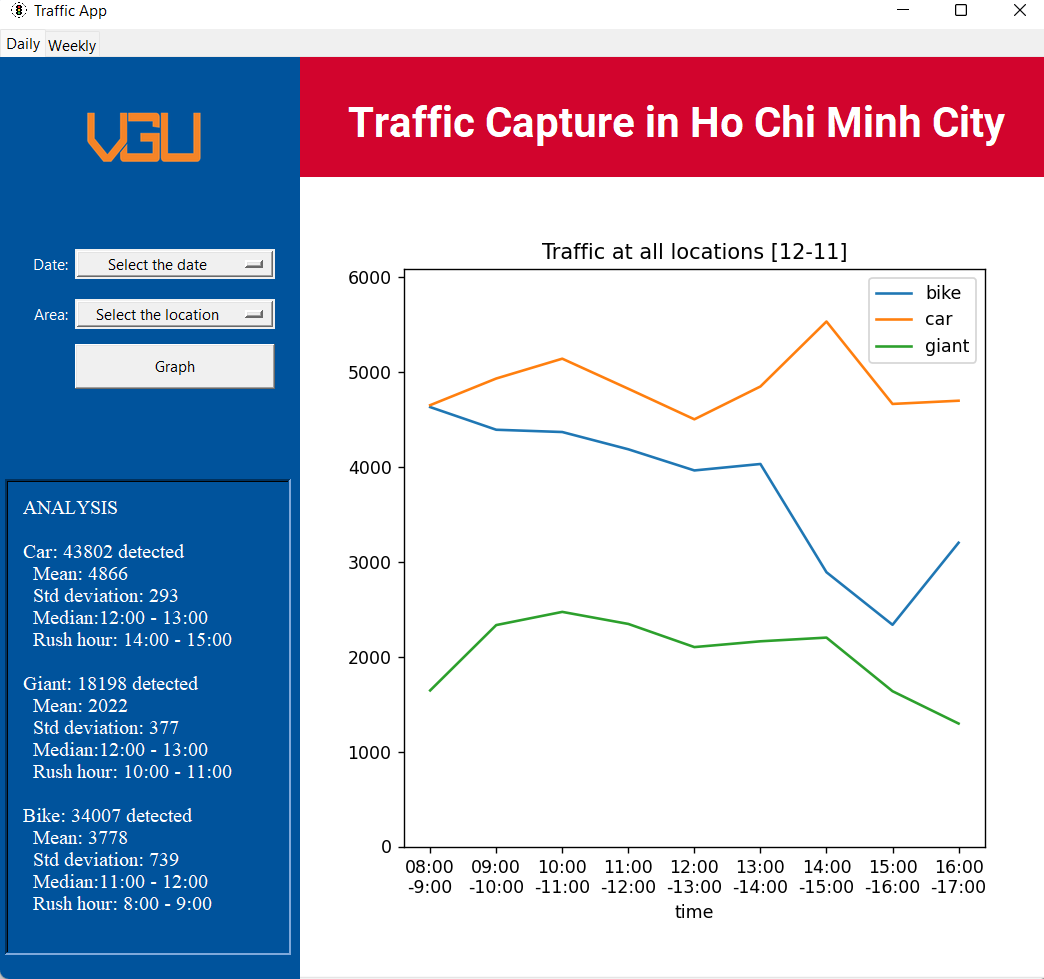 Traffic App
Daily Weekly
VGU
Traffic Capture in Ho Chi Minh City
Date: Select the date
Area: Select the location
Graph
ANALYSIS
Car: 43802 detected
Mean: 4866
Std deviation: 293
Median:12:00 - 13:00
Rush hour: 14:00 - 15:00
Giant: 18198 detected
Mean: 2022
Std deviation: 377
Median:12:00 - 13:00
Rush hour: 10:00 - 11:00
Bike: 34007 detected
Mean: 3778
Std deviation: 739
Median:11:00 - 12:00
Rush hour: 8:00 - 9:00
Traffic at all locations [12-11]
bike
car
giant
6000
5000
4000
3000
2000
1000
0
08:00 09:00 10:00 11:00 12:00 13:00 14:00 15:00 16:00
-9:00 -10:00 -11:00 -12:00 -13:00 -14:00 -15:00 -16:00 -17:00
time